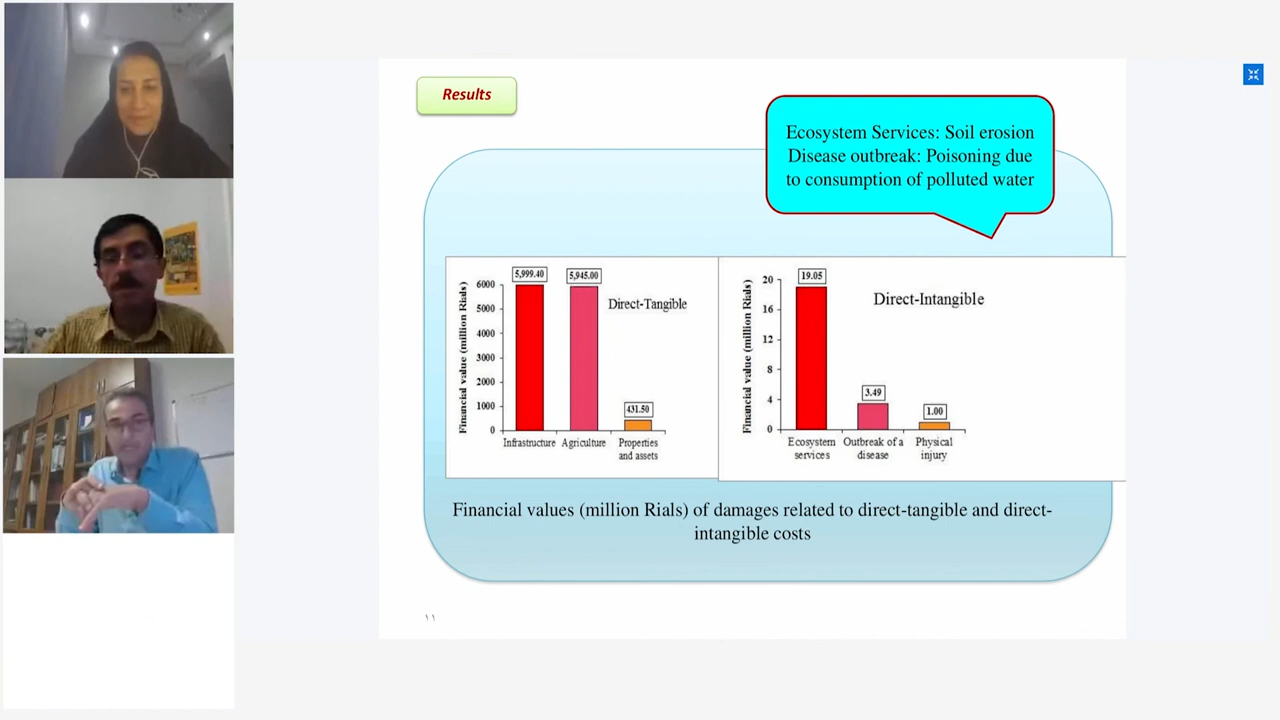 Results
Ecosystem Services: Soil erosion
Disease outbreak: Poisoning due
to consumption of polluted water
Financial value (million Rials)
6000
5000
4000
3000
2000
1000
0
5,999.40
5,945.00
431.50
Direct-Tangible
Infrastructure
Agriculture
Properties
and assets
Financial value (million Rials)
20
16
12
8
4
0
19.05
3.49
1.00
Direct-Intangible
Ecosystem
services
Outbreak of a
disease
Physical
injury
Financial values (million Rials) of damages related to direct-tangible and direct-
intangible costs
۱۱